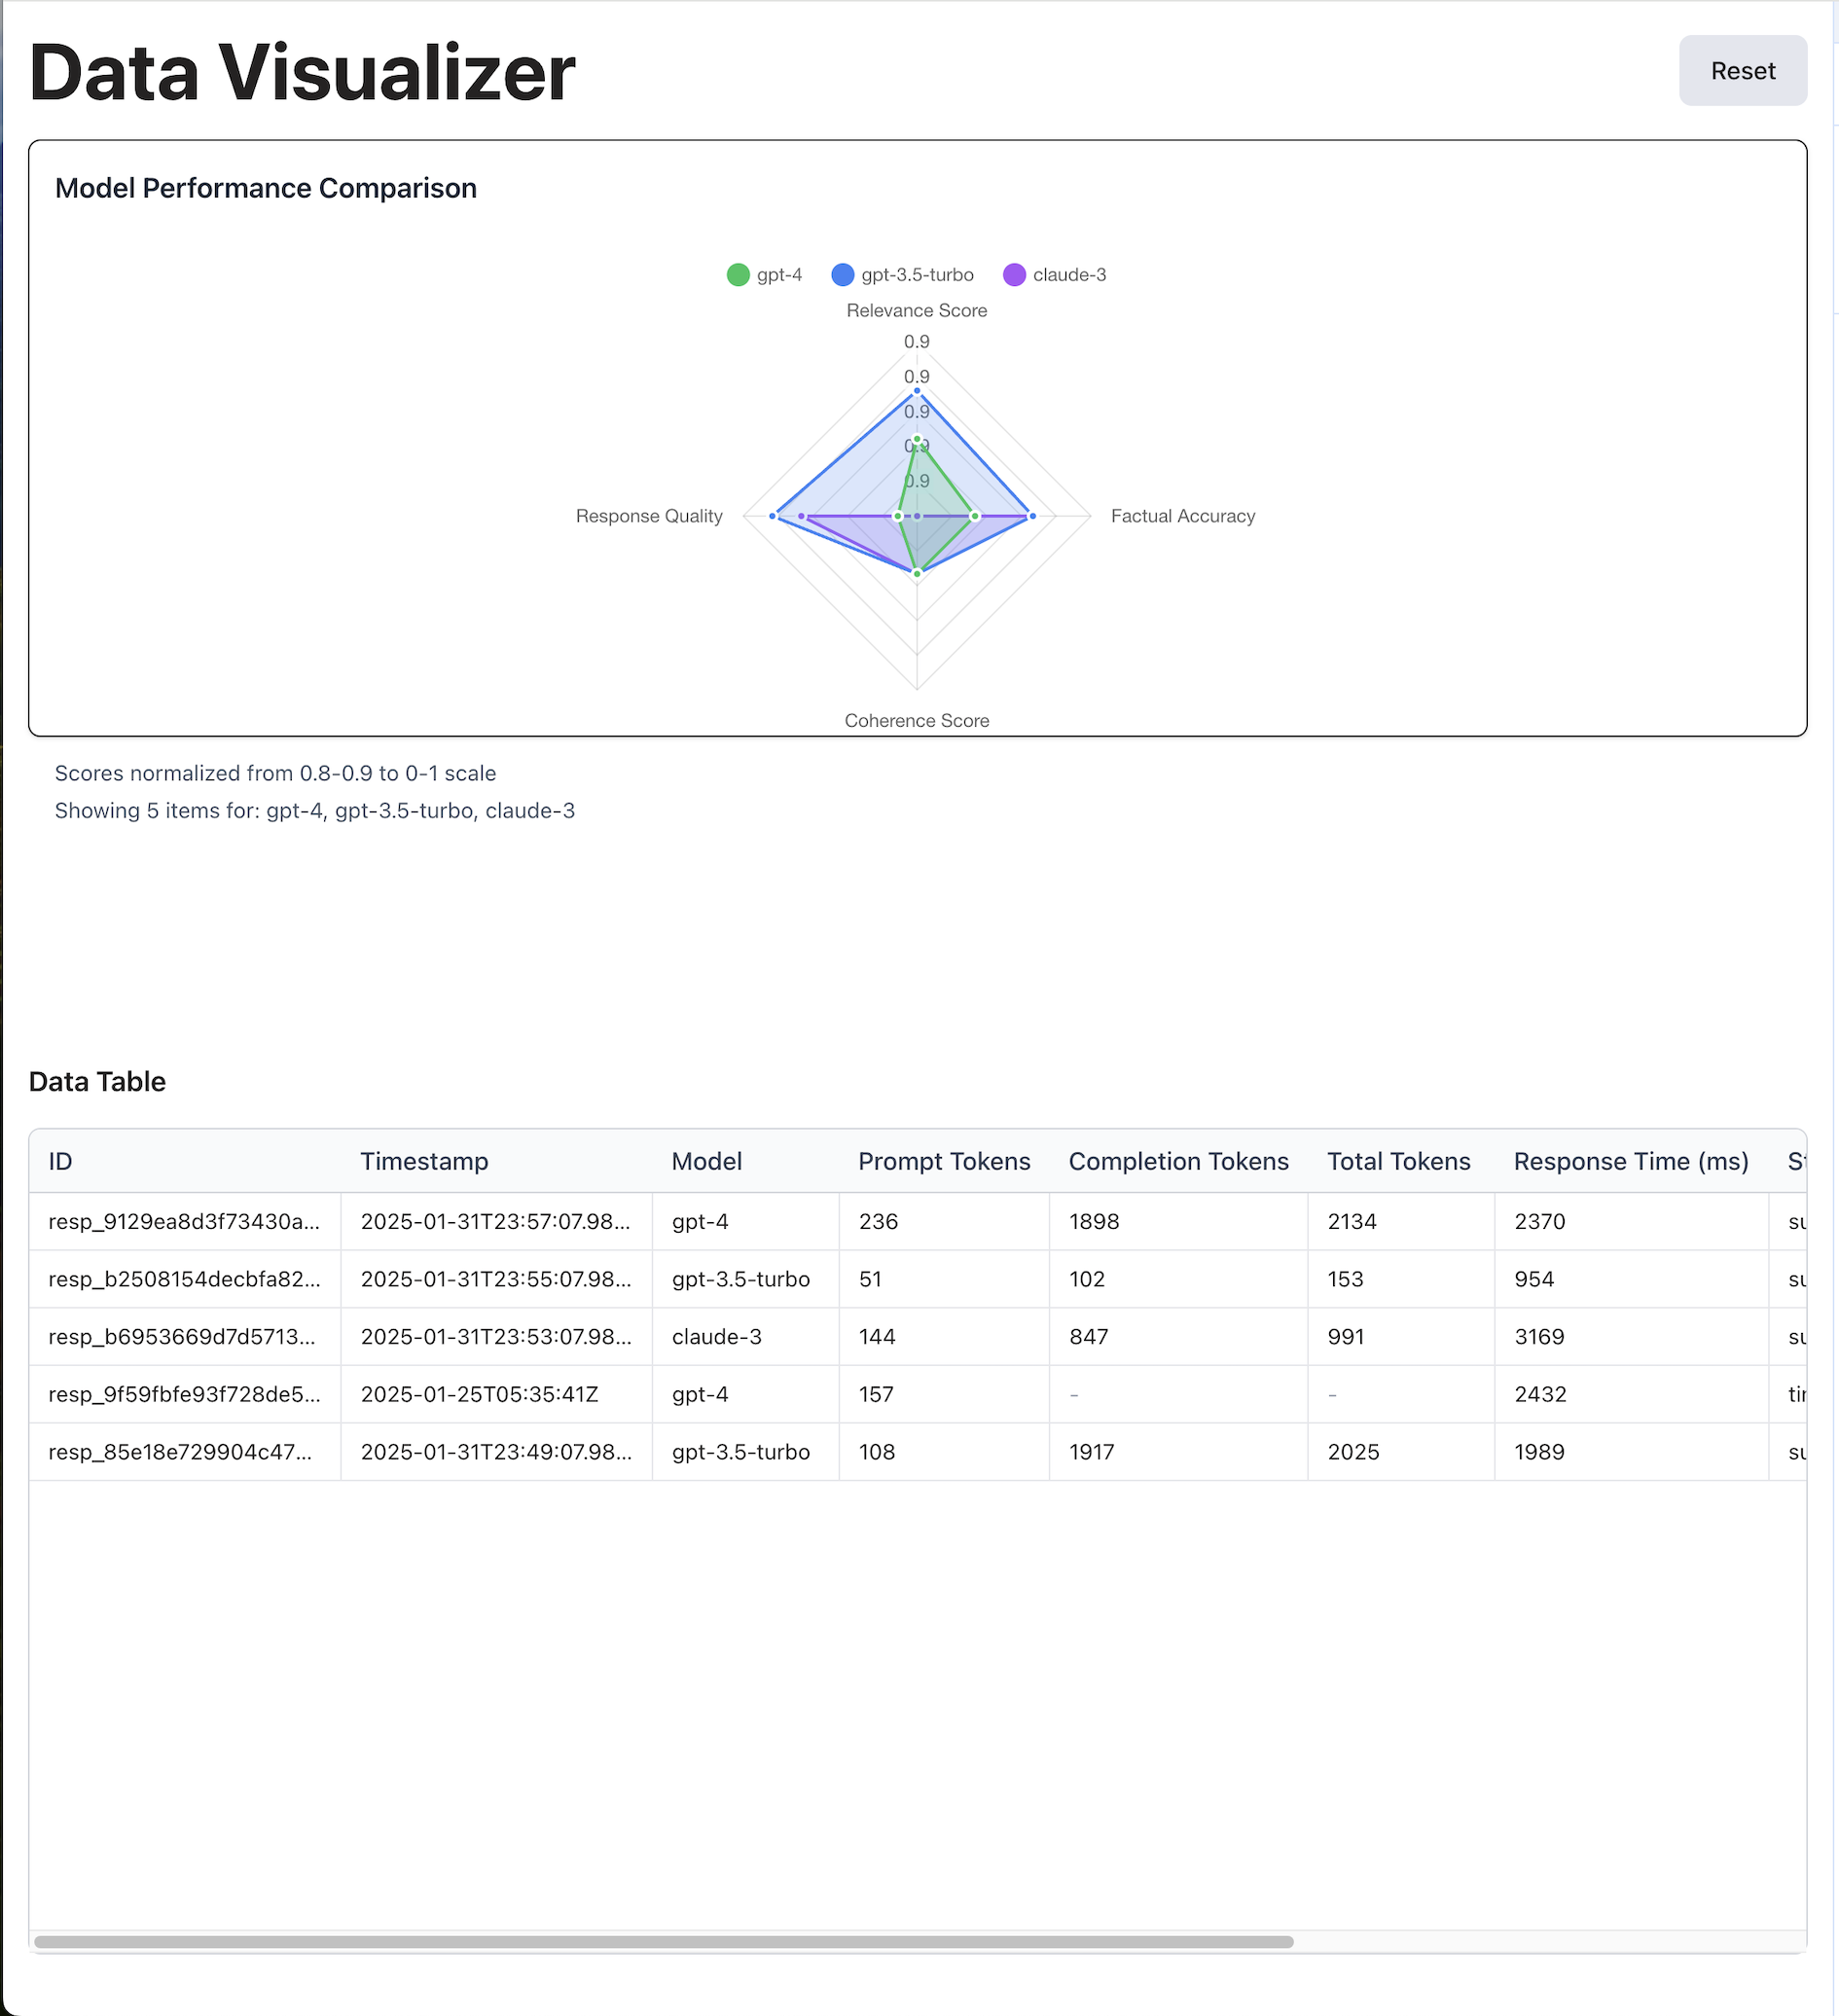 Data Visualizer
Reset
Model Performance Comparison
gpt-4 gpt-3.5-turbo claude-3
Relevance Score
0.9
0.9
0.9
0.9
0.9
Response Quality
Factual Accuracy
Coherence Score
Scores normalized from 0.8-0.9 to 0-1 scale
Showing 5 items for: gpt-4, gpt-3.5-turbo, claude-3
Data Table
ID Timestamp Model Prompt Tokens Completion Tokens Total Tokens Response Time (ms)
resp_9129ea8d3f73430a... 2025-01-31T23:57:07.98... gpt-4 236 1898 2134 2370
resp_b2508154decbfa82... 2025-01-31T23:55:07.98... gpt-3.5-turbo 51 102 153 954
resp_b6953669d7d5713... 2025-01-31T23:53:07.98... claude-3 144 847 991 3169
resp_9f59fbfe93f728de5... 2025-01-25T05:35:41Z gpt-4 157 - - 2432
resp_85e18e729904c47... 2025-01-31T23:49:07.98... gpt-3.5-turbo 108 1917 2025 1989